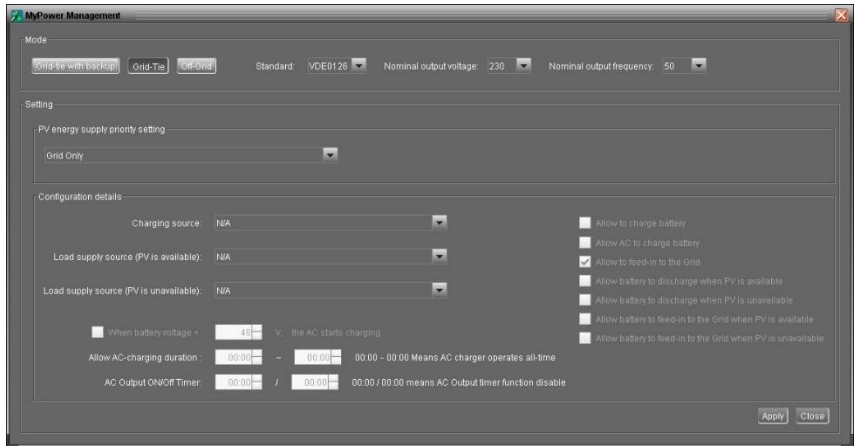 MyPower Management
Mode
Grid-tie with backup
Grid-Tie
Off-Grid
Standard: VDE0126
Nominal output voltage: 230
Nominal output frequency: 50
Setting
PV energy supply priority setting
Grid Only
Configuration details
Charging source: N/A
Load supply source (PV is available): N/A
Load supply source (PV is unavailable): N/A
When battery voltage < 48 V, the AC starts charging
Allow AC-charging duration : 00:00 ~ 00:00 00:00 ~ 00:00 Means AC charger operates all-time
AC Output ON/Off Timer: 00:00 / 00:00 00:00 / 00:00 means AC Output timer function disable
Allow to charge battery
Allow AC to charge battery
Allow to feed-in to the Grid
Allow battery to discharge when PV is available
Allow battery to discharge when PV is unavailable
Allow battery to feed-in to the Grid when PV is available
Allow battery to feed-in to the Grid when PV is unavailable
Apply
Close